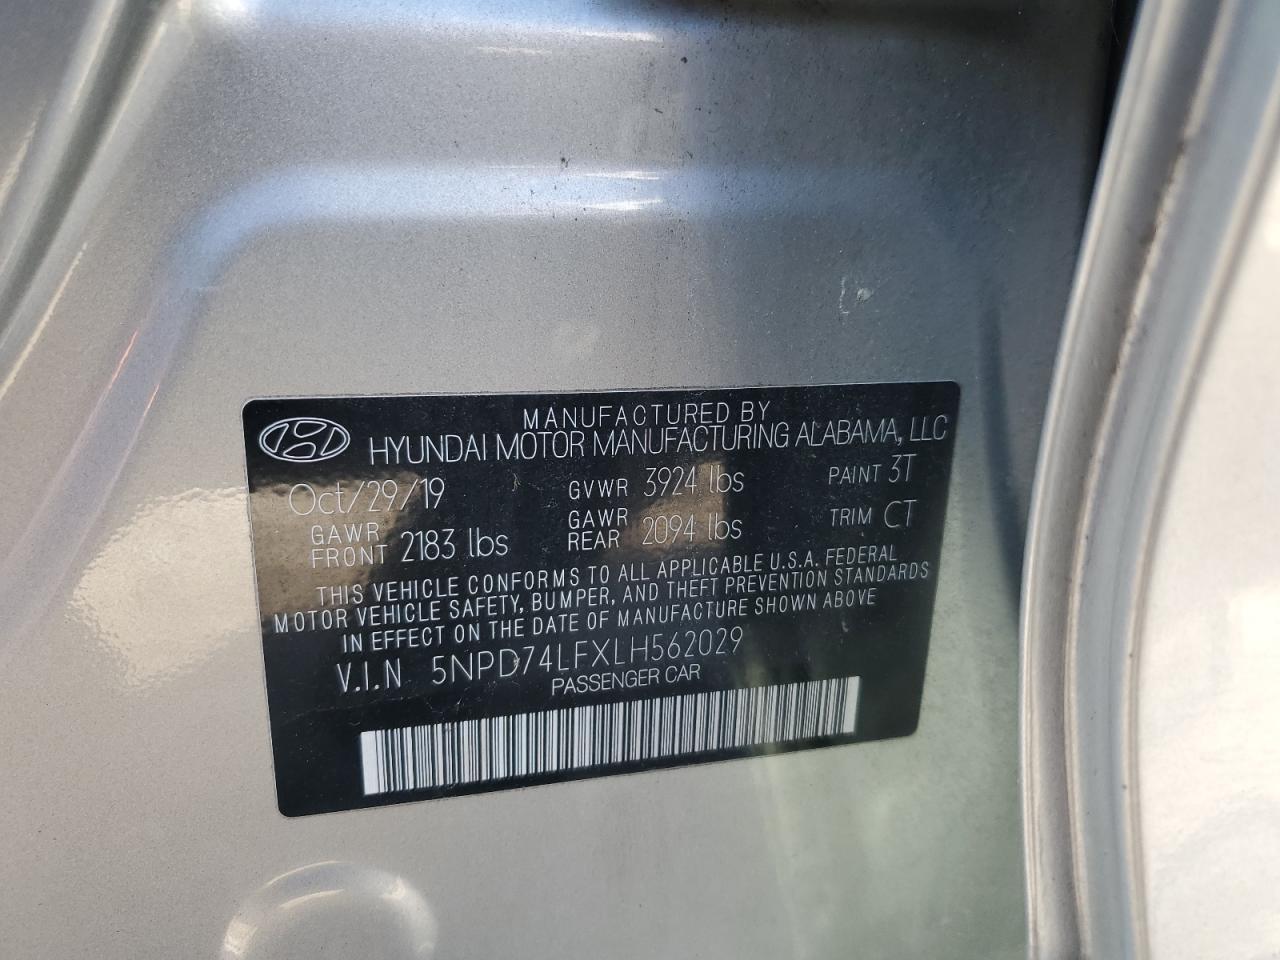 MANUFACTURED BY
HYUNDAI MOTOR MANUFACTURING ALABAMA, LLC
Oct/29/19 GVWR 3924 lbs PAINT 3T
GAWR FRONT 2183 lbs GAWR REAR 2094 lbs TRIM CT
THIS VEHICLE CONFORMS TO ALL APPLICABLE U.S.A. FEDERAL
MOTOR VEHICLE SAFETY, BUMPER, AND THEFT PREVENTION STANDARDS
IN EFFECT ON THE DATE OF MANUFACTURE SHOWN ABOVE
V.I.N 5NPD74LFXLH562029
PASSENGER CAR